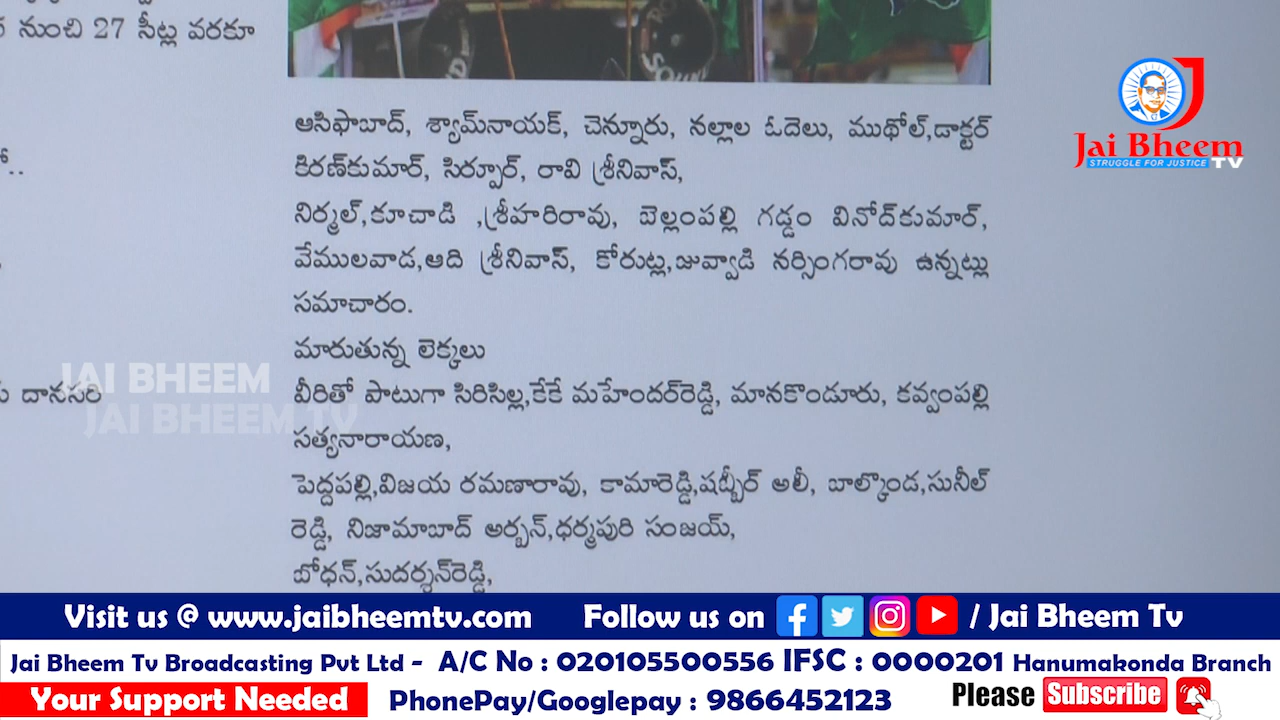 నుంచి 27 సీట్ల వరకూ
ఆసిఫాబాద్, శ్యామ్‌నాయక్, చెన్నూరు, నల్లాల ఓదెలు, ముథోల్,డాక్టర్
కిరణ్‌కుమార్, సిర్పూర్, రావి శ్రీనివాస్,
నిర్మల్,కూచాడి ,శ్రీహరిరావు, బెల్లంపల్లి గడ్డం వినోద్‌కుమార్,
వేములవాడ,ఆది శ్రీనివాస్, కోరుట్ల,జువ్వాడి నర్సింగరావు ఉన్నట్లు
సమాచారం.
మారుతున్న లెక్కలు
దానసరి
వీరితో పాటుగా సిరిసిల్ల,కేకే మహేందర్‌రెడ్డి, మానకొండూరు, కవ్వంపల్లి
సత్యనారాయణ,
పెద్దపల్లి,విజయ రమణారావు, కామారెడ్డి,షబ్బీర్ అలీ, బాల్కొండ,సునీల్
రెడ్డి, నిజామాబాద్ అర్బన్,ధర్మపురి సంజయ్,
బోధన్,సుదర్శన్‌రెడ్డి,
JAI BHEEM
JAI BHEEM TV
Jai Bheem
STRUGGLE FOR JUSTICE TV
Visit us @ www.jaibheemtv.com Follow us on / Jai Bheem Tv
Jai Bheem Tv Broadcasting Pvt Ltd - A/C No : 020105500556 IFSC : 0000201 Hanumakonda Branch
Your Support Needed PhonePay/Googlepay : 9866452123 Please Subscribe